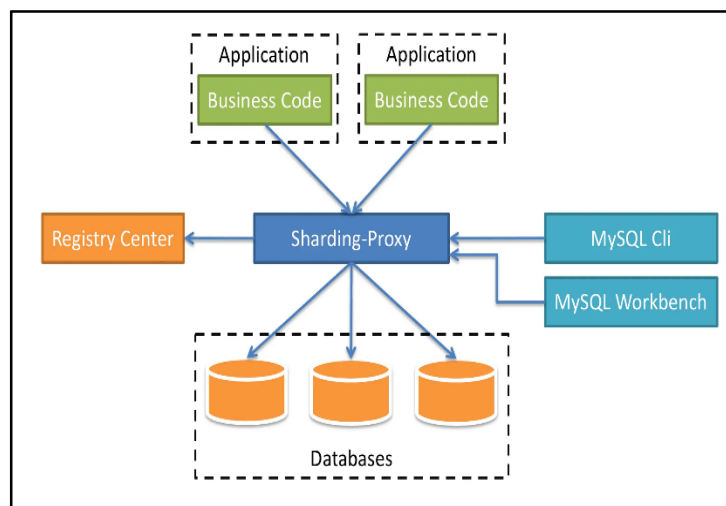 Application
Application
Business Code
Business Code
Registry Center
Sharding-Proxy
MySQL Cli
MySQL Workbench
Databases